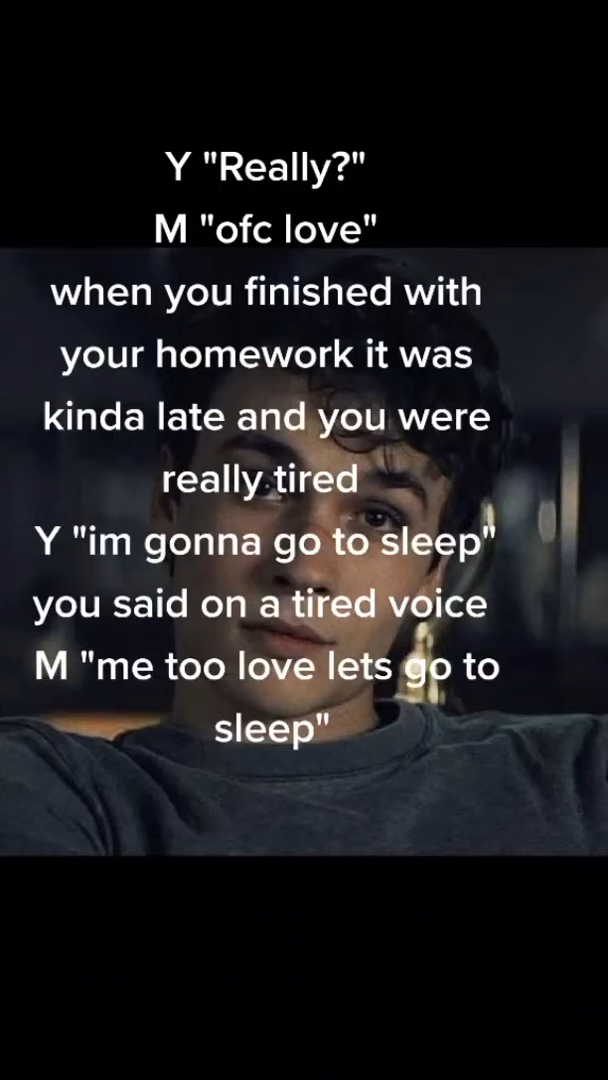 Y "Really?"
M "ofc love"
when you finished with
your homework it was
kinda late and you were
really tired
Y "im gonna go to sleep"
you said on a tired voice
M "me too love lets go to
sleep"